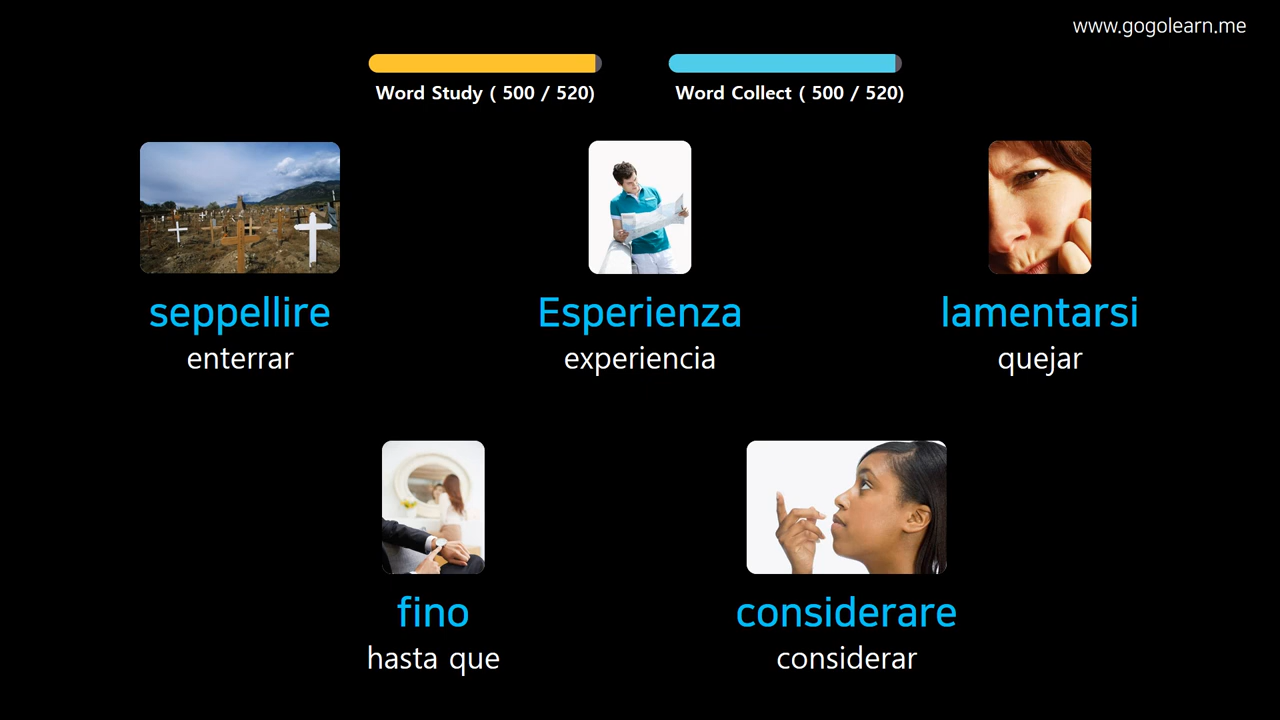 www.gogolearn.me
Word Study ( 500 / 520)
Word Collect ( 500 / 520)
seppellire
enterrar
Esperienza
experiencia
lamentarsi
quejar
fino
hasta que
considerare
considerar